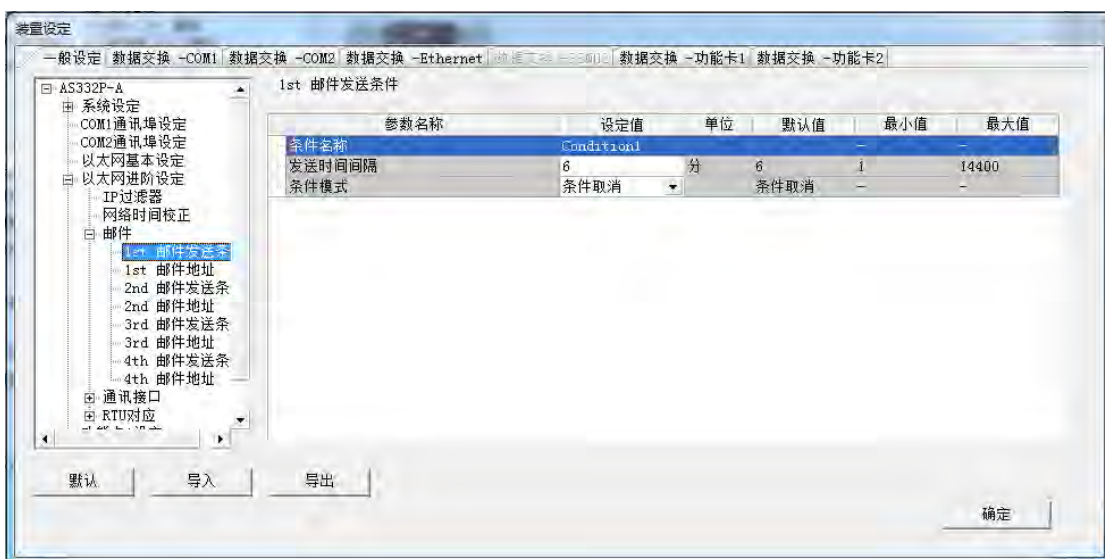 装置设定
一般设定 数据交换 -COM1 数据交换 -COM2 数据交换 -Ethernet 数据交换 -功能卡1 数据交换 -功能卡2
AS332P-A
系统设定
COM1通讯埠设定
COM2通讯埠设定
以太网基本设定
以太网进阶设定
IP过滤器
网络时间校正
邮件
1st 邮件发送条
1st 邮件地址
2nd 邮件发送条
2nd 邮件地址
3rd 邮件发送条
3rd 邮件地址
4th 邮件发送条
4th 邮件地址
通讯接口
RTU对应
1st 邮件发送条件
参数名称 设定值 单位 默认值 最小值 最大值
条件名称 Condition1 – –
发送时间间隔 6 分 6 1 14400
条件模式 条件取消 条件取消 – –
默认 导入 导出
确定